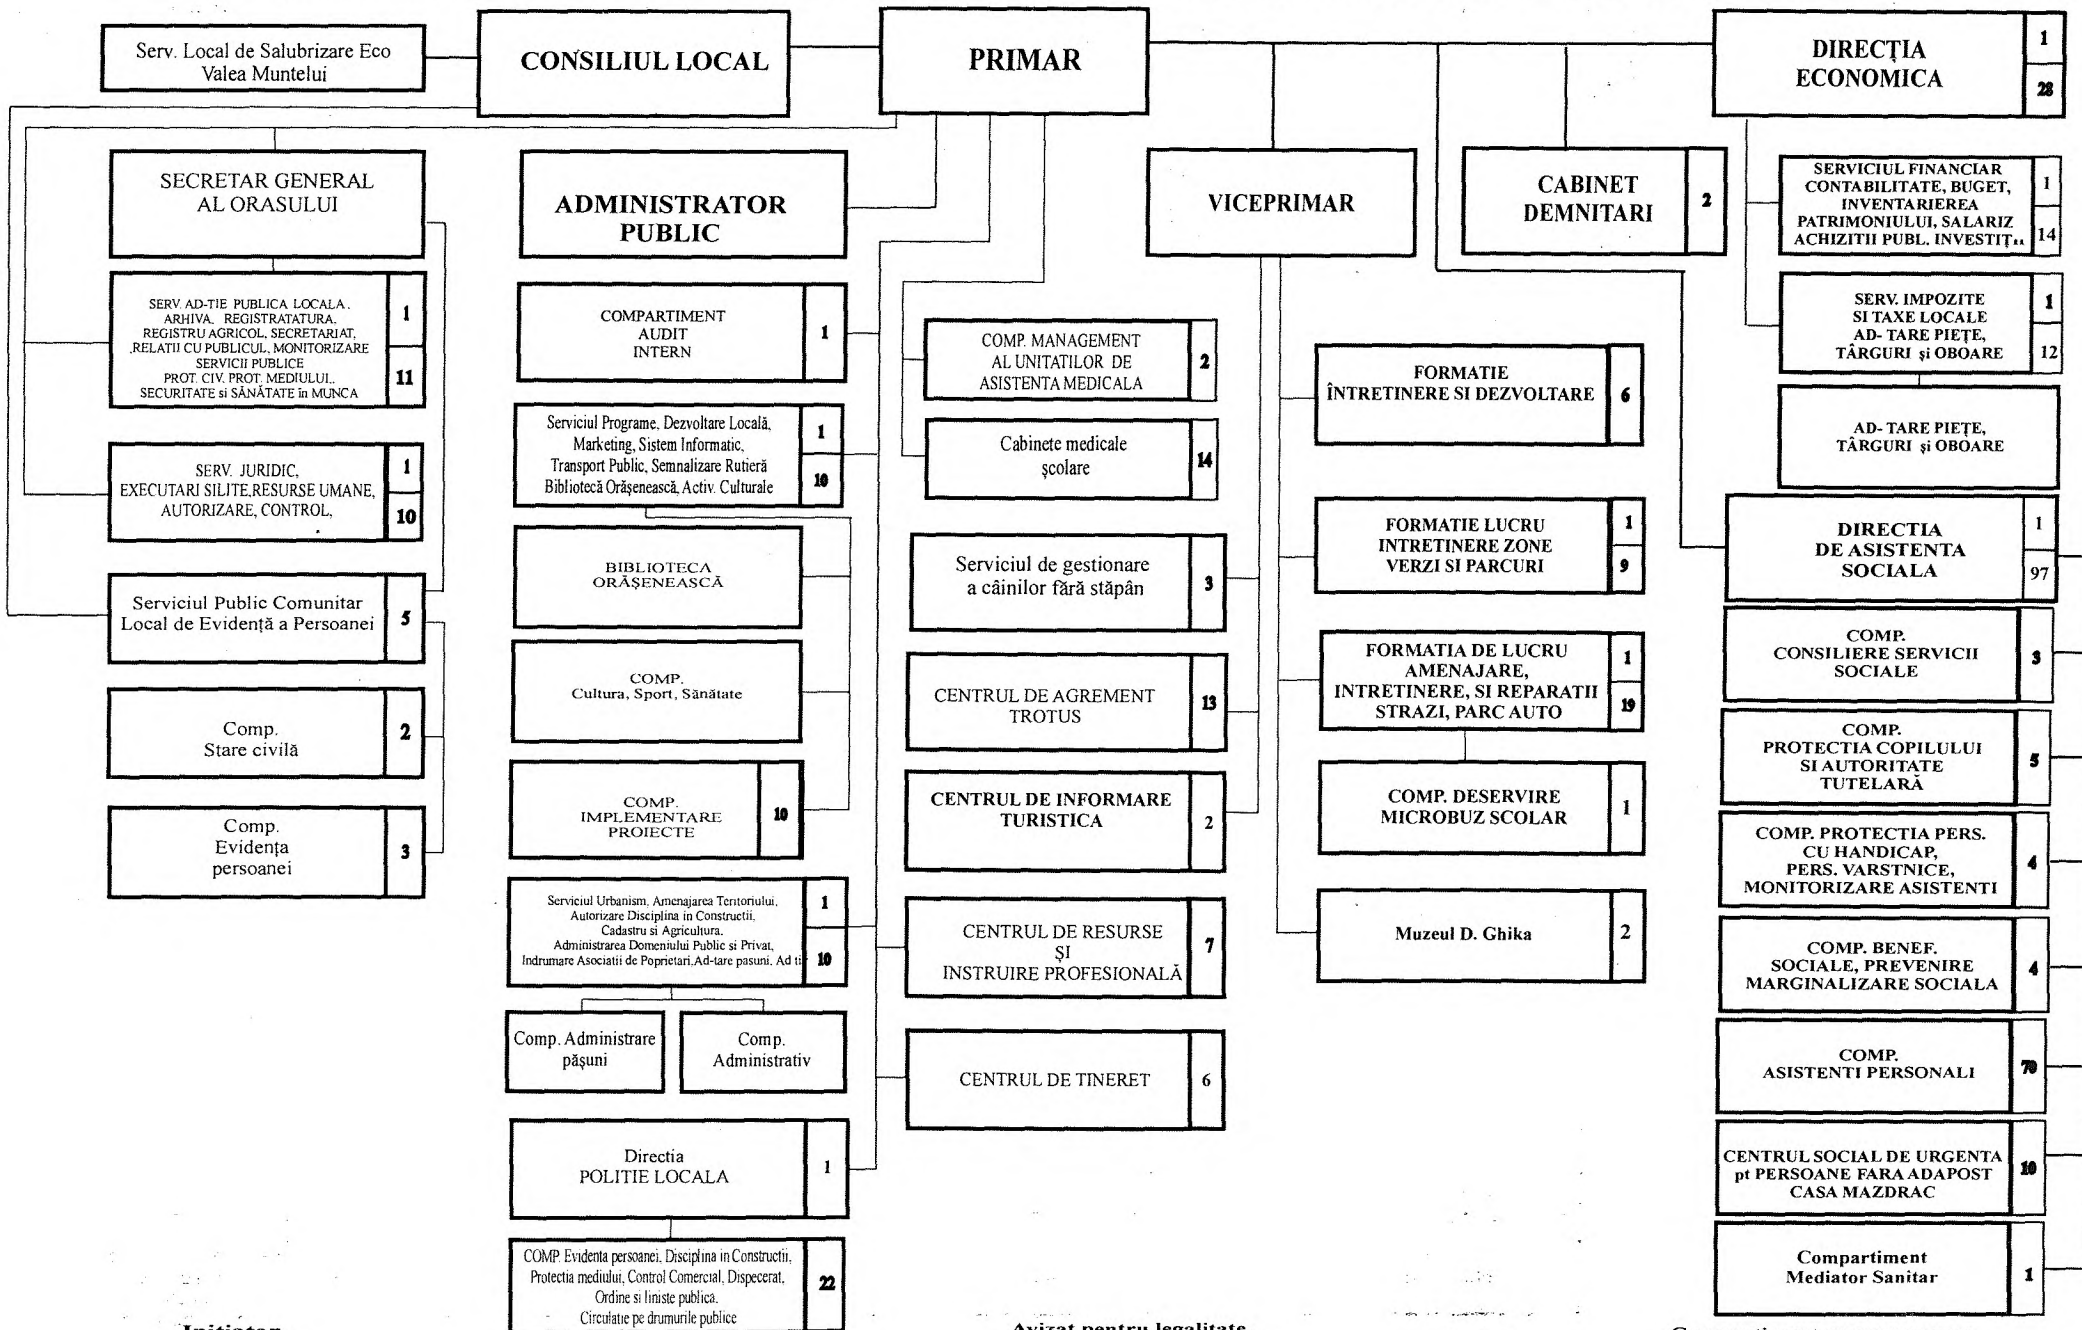 Serv. Local de Salubrizare Eco
Valea Muntelui
CONSILIUL LOCAL
PRIMAR
DIRECȚIA
ECONOMICA
1
28
SECRETAR GENERAL
AL ORASULUI
ADMINISTRATOR
PUBLIC
VICEPRIMAR
CABINET
DEMNITARI
2
SERVICIUL FINANCIAR
CONTABILITATE, BUGET,
INVENTARIEREA
PATRIMONIULUI, SALARIZ
ACHIZITII PUBL. INVESTIȚ
1
14
SERV. AD-TIE PUBLICA LOCALA.
ARHIVA. REGISTRATURA.
REGISTRU AGRICOL, SECRETARIAT,
RELATII CU PUBLICUL, MONITORIZARE
SERVICII PUBLICE
PROT. CIV. PROT. MEDIULUI..
SECURITATE si SĂNĂTATE in MUNCA
1
11
COMPARTIMENT
AUDIT
INTERN
1
COMP. MANAGEMENT
AL UNITATILOR DE
ASISTENTA MEDICALA
2
FORMATIE
ÎNTRETINERE SI DEZVOLTARE
6
SERV. IMPOZITE
SI TAXE LOCALE
AD- TARE PIEȚE,
TÂRGURI și OBOARE
1
12
AD- TARE PIEȚE,
TÂRGURI și OBOARE
SERV. JURIDIC,
EXECUTARI SILITE,RESURSE UMANE,
AUTORIZARE, CONTROL,
1
10
Serviciul Programe, Dezvoltare Locală,
Marketing, Sistem Informatic,
Transport Public, Semnalizare Rutieră
Bibliotecă Orășenească, Activ. Culturale
1
10
Cabinete medicale
școlare
14
BIBLIOTECA
ORĂȘENEASCĂ
Serviciul de gestionare
a câinilor fără stăpân
3
FORMATIE LUCRU
INTRETINERE ZONE
VERZI SI PARCURI
1
9
DIRECTIA
DE ASISTENTA
SOCIALA
1
97
Serviciul Public Comunitar
Local de Evidență a Persoanei
5
COMP.
Cultura, Sport, Sănătate
CENTRUL DE AGREMENT
TROTUS
13
FORMATIA DE LUCRU
AMENAJARE,
INTRETINERE, SI REPARATII
STRAZI, PARC AUTO
1
19
COMP.
CONSILIERE SERVICII
SOCIALE
3
Comp.
Stare civilă
2
COMP.
IMPLEMENTARE
PROIECTE
10
CENTRUL DE INFORMARE
TURISTICA
2
COMP. DESERVIRE
MICROBUZ SCOLAR
1
COMP.
PROTECTIA COPILULUI
SI AUTORITATE
TUTELARĂ
5
Comp.
Evidența
persoanei
3
Serviciul Urbanism, Amenajarea Teritoriului,
Autorizare Disciplina in Constructii,
Cadastru si Agricultura.
Administrarea Domeniului Public si Privat,
Indrumare Asociatii de Poprietari,Ad-tare pasuni, Ad
1
10
CENTRUL DE RESURSE
ȘI
INSTRUIRE PROFESIONALĂ
7
Muzeul D. Ghika
2
COMP. PROTECTIA PERS.
CU HANDICAP,
PERS. VARSTNICE,
MONITORIZARE ASISTENTI
4
COMP. BENEF.
SOCIALE, PREVENIRE
MARGINALIZARE SOCIALA
4
Comp. Administrare
pășuni
Comp.
Administrativ
CENTRUL DE TINERET
6
COMP.
ASISTENTI PERSONALI
70
Directia
POLITIE LOCALA
1
CENTRUL SOCIAL DE URGENTA
pt PERSOANE FARA ADAPOST
CASA MAZDRAC
10
COMP. Evidenta persoanei, Disciplina in Constructii,
Protectia mediului, Control Comercial, Dispecerat,
Ordine si liniste publica.
Circulatie pe drumurile publice
22
Compartiment
Mediator Sanitar
1
Avizat pentru legalitate